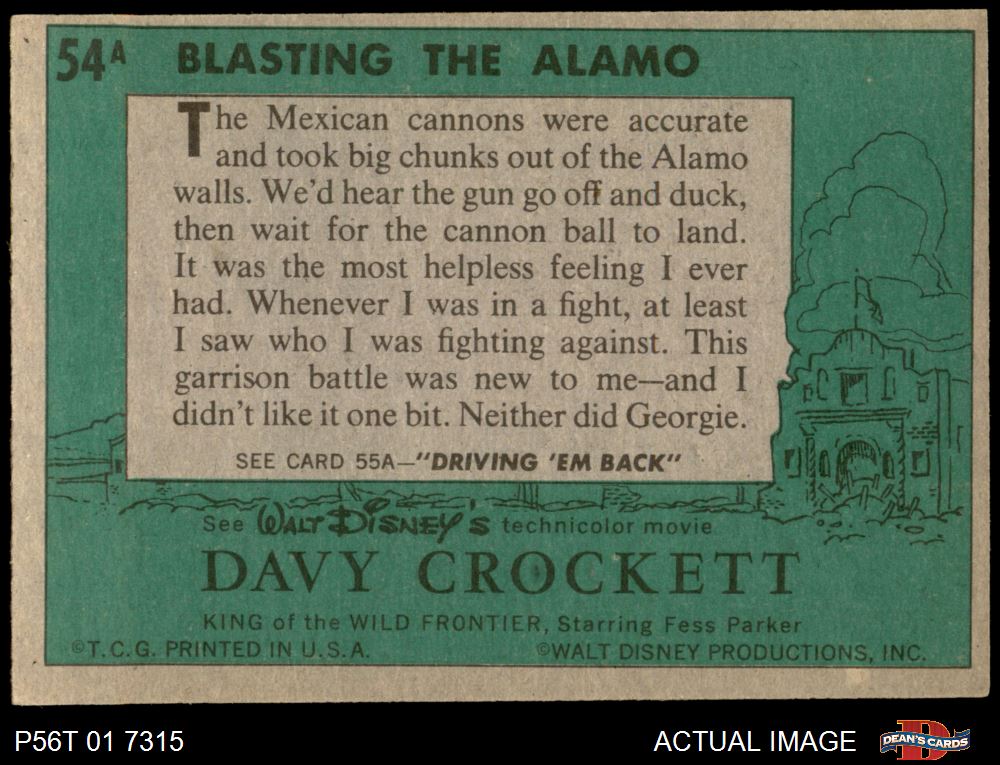 54A BLASTING THE ALAMO
The Mexican cannons were accurate
and took big chunks out of the Alamo
walls. We'd hear the gun go off and duck,
then wait for the cannon ball to land.
It was the most helpless feeling I ever
had. Whenever I was in a fight, at least
I saw who I was fighting against. This
garrison battle was new to me—and I
didn't like it one bit. Neither did Georgie.
SEE CARD 55A—"DRIVING 'EM BACK"
See WALT DISNEY'S technicolor movie
DAVY CROCKETT
KING of the WILD FRONTIER, Starring Fess Parker
©T.C.G. PRINTED IN U.S.A. ©WALT DISNEY PRODUCTIONS, INC.
P56T 01 7315 ACTUAL IMAGE DEAN'S CARDS